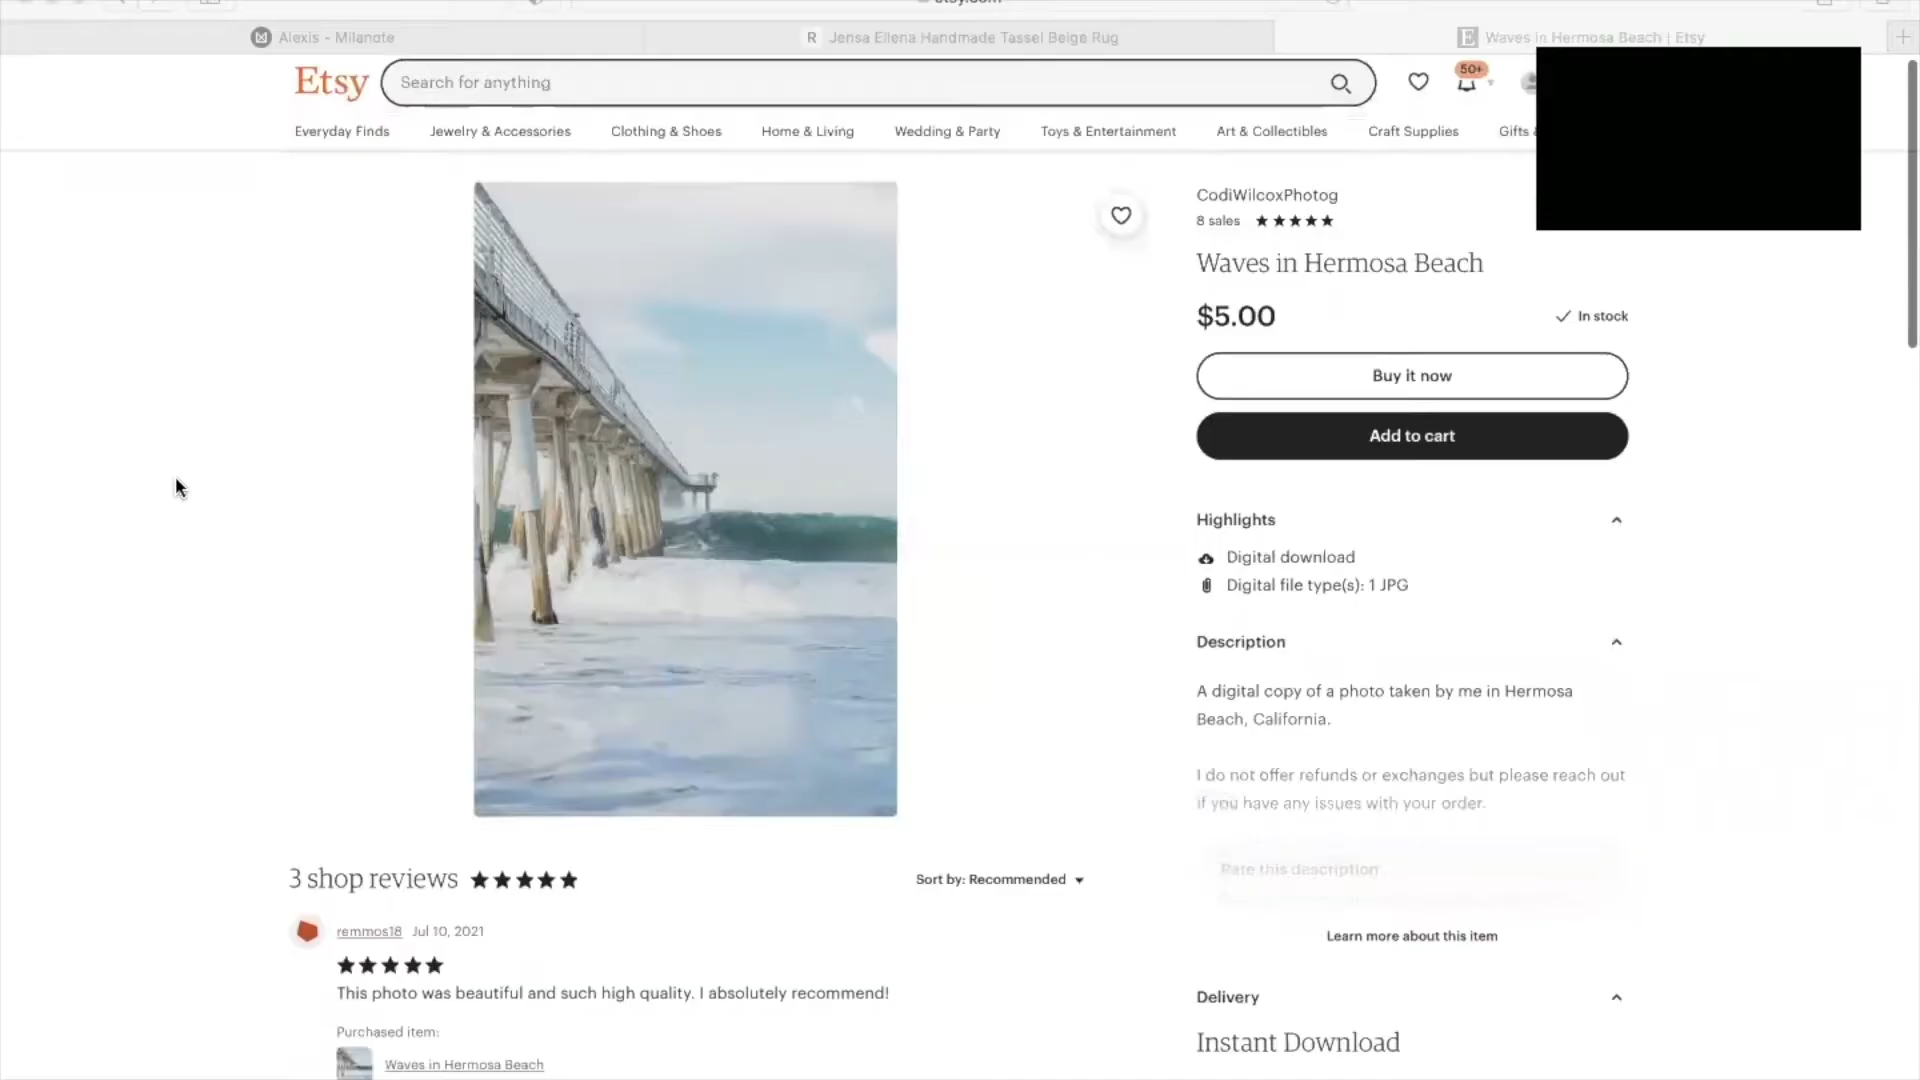 Alexis - Milanote
R Jensa Ellena Handmade Tassel Beige Rug
E Waves in Hermosa Beach | Etsy
Etsy
Search for anything
50+
Everyday Finds
Jewelry & Accessories
Clothing & Shoes
Home & Living
Wedding & Party
Toys & Entertainment
Art & Collectibles
Craft Supplies
Gifts
CodiWilcoxPhotog
8 sales
Waves in Hermosa Beach
$5.00
In stock
Buy it now
Add to cart
Highlights
Digital download
Digital file type(s): 1 JPG
Description
A digital copy of a photo taken by me in Hermosa
Beach, California.
I do not offer refunds or exchanges but please reach out
if you have any issues with your order.
Rate this description
Learn more about this item
Delivery
Instant Download
3 shop reviews
Sort by: Recommended
remmos18 Jul 10, 2021
This photo was beautiful and such high quality. I absolutely recommend!
Purchased item:
Waves in Hermosa Beach